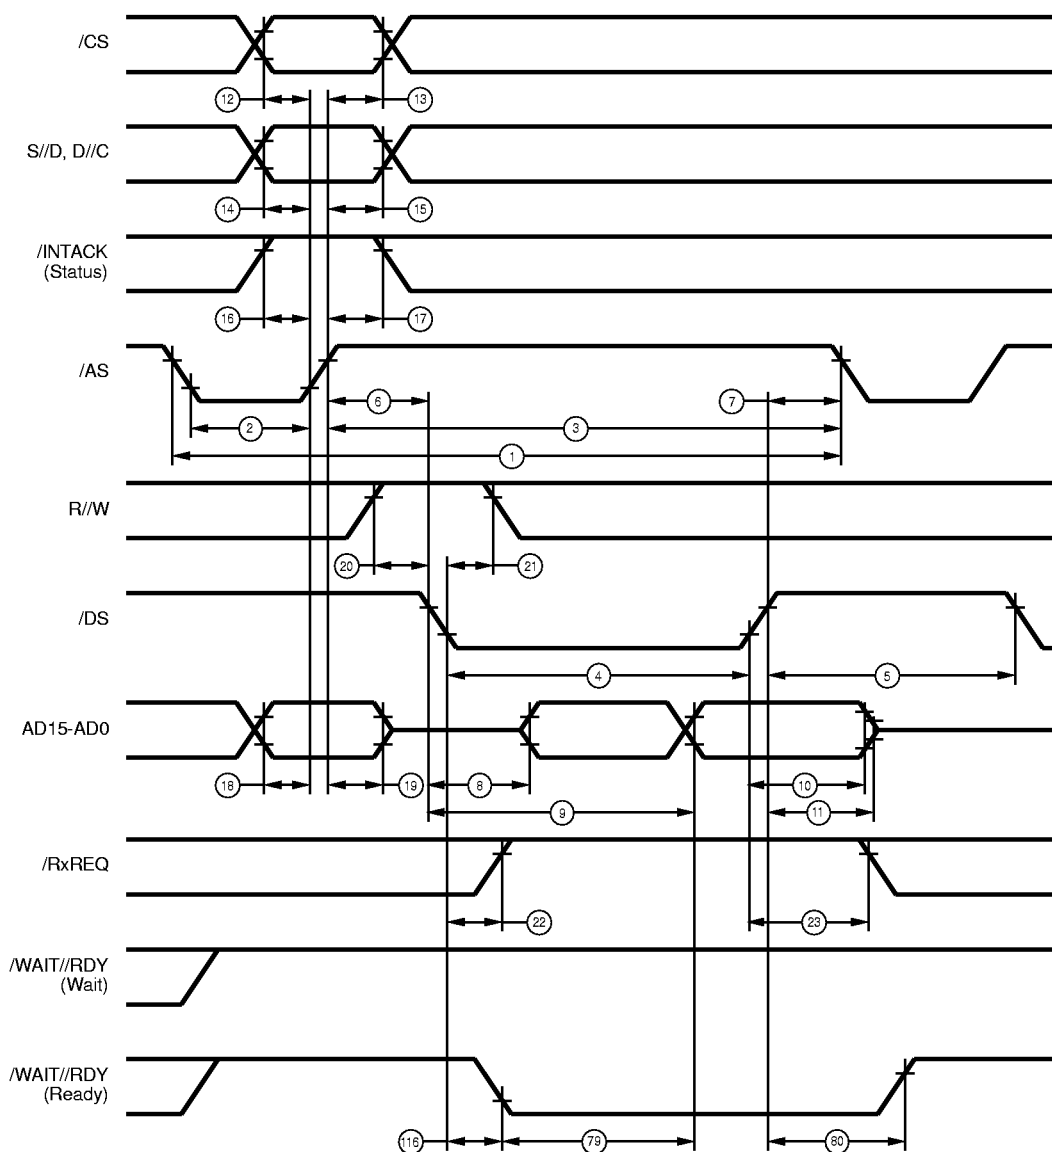 /CS
12 13
S//D, D//C
14 15
/INTACK
(Status)
16 17
/AS
6 7
2 3
1
R//W
20 21
/DS
4 5
AD15-AD0
18 19 8 10
9 11
/RxREQ
22 23
/WAIT//RDY
(Wait)
/WAIT//RDY
(Ready)
116 79 80